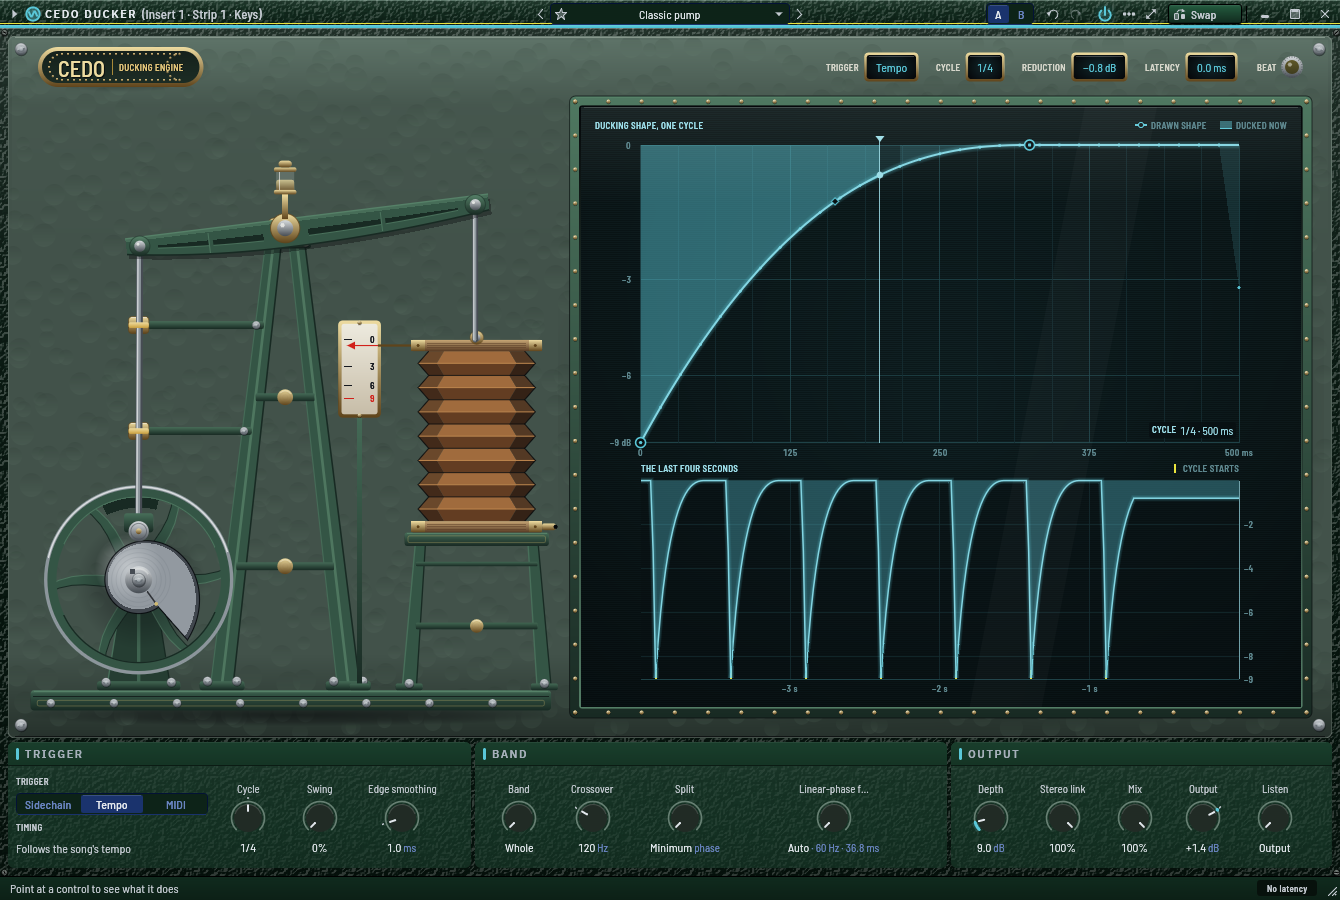 CEDO DUCKER (Insert 1 · Strip 1 · Keys)
Classic pump
A B
Swap
CEDO DUCKING ENGINE
TRIGGER Tempo CYCLE 1/4 REDUCTION −0.8 dB LATENCY 0.0 ms BEAT
DUCKING SHAPE, ONE CYCLE
DRAWN SHAPE DUCKED NOW
0
−3
−6
−9 dB
CYCLE 1/4 · 500 ms
0 125 250 375 500 ms
0
3
6
9
THE LAST FOUR SECONDS CYCLE STARTS
−2
−4
−6
−8
−9
−3 s −2 s −1 s
TRIGGER
TRIGGER
Sidechain Tempo MIDI
TIMING
Follows the song's tempo
Cycle Swing Edge smoothing
1/4 0% 1.0 ms
BAND
Band Crossover Split Linear-phase f...
Whole 120 Hz Minimum phase Auto · 60 Hz · 36.8 ms
OUTPUT
Depth Stereo link Mix Output Listen
9.0 dB 100% 100% +1.4 dB Output
Point at a control to see what it does
No latency